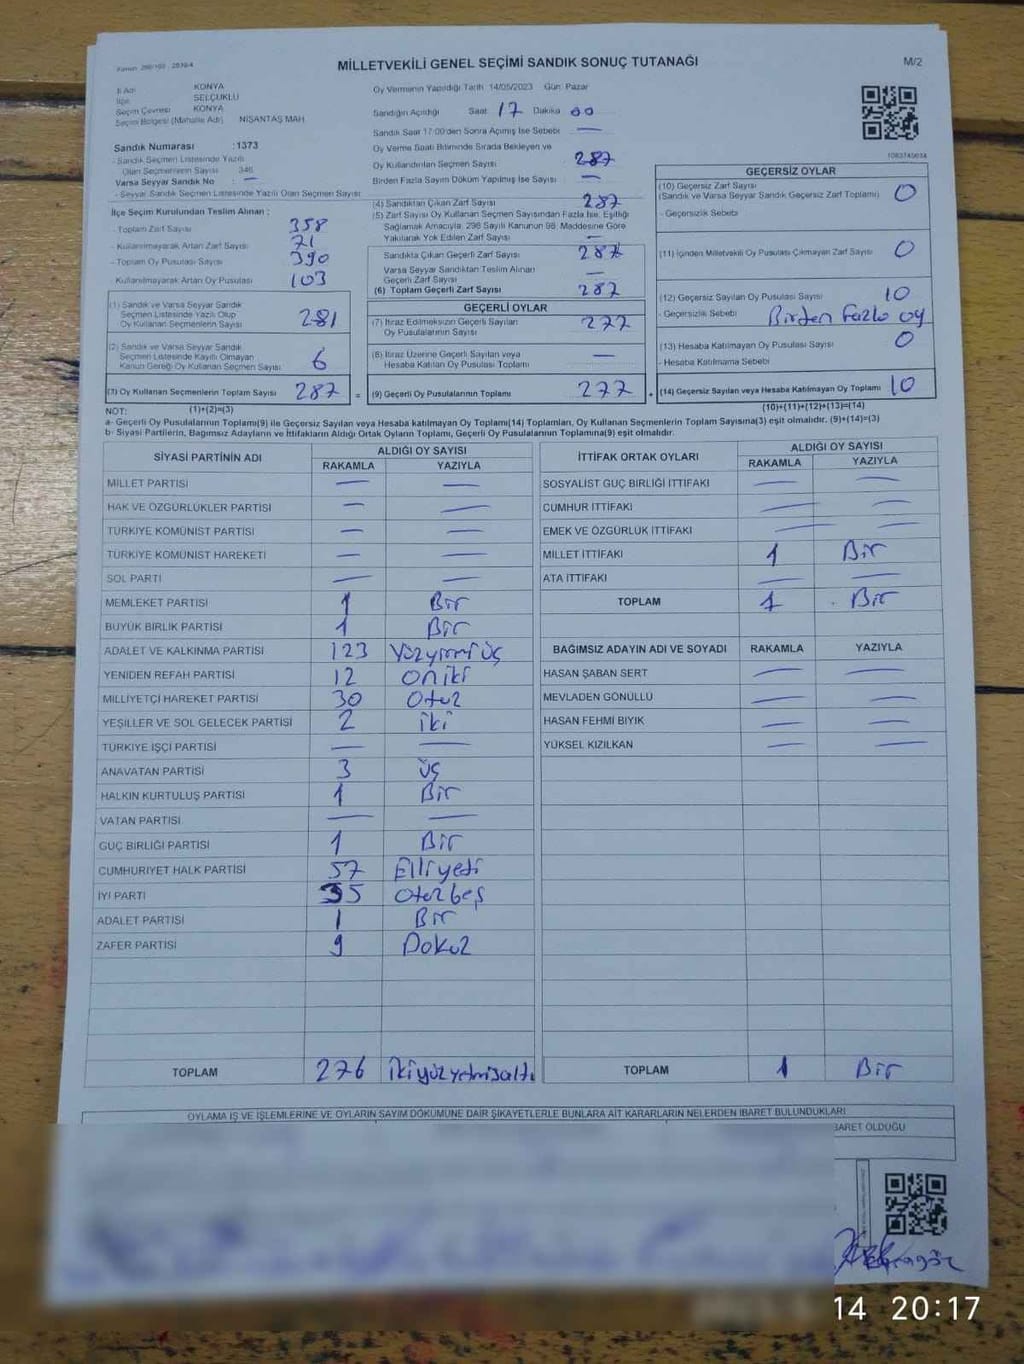 MİLLETVEKİLİ GENEL SEÇİMİ SANDIK SONUÇ TUTANAĞI
M/2
İl Adı KONYA
İlçe SELÇUKLU
Seçim Çevresi KONYA
Seçim Bölgesi (Mahalle Adı) NİŞANTAŞ MAH
Sandık Numarası :1373
- Sandık Seçmen Listesinde Yazılı
Olan Seçmenlerin Sayısı 346
Varsa Seyyar Sandık No —
- Seyyar Sandık Seçmen Listesinde Yazılı Olan Seçmen Sayısı
İlçe Seçim Kurulundan Teslim Alınan :
- Toplam Zarf Sayısı 358
- Kullanılmayarak Artan Zarf Sayısı 71
- Toplam Oy Pusulası Sayısı 390
- Kullanılmayarak Artan Oy Pusulası 103
(1) Sandık ve Varsa Seyyar Sandık
Seçmen Listesinde Yazılı Olup
Oy Kullanan Seçmenlerin Sayısı 281
(2) Sandık ve Varsa Seyyar Sandık
Seçmen Listesinde Kayıtlı Olmayan
Kanun Gereği Oy Kullanan Seçmen Sayısı 6
(3) Oy Kullanan Seçmenlerin Toplam Sayısı 287 =
Oy Vermenin Yapıldığı Tarih 14/05/2023 Gün: Pazar
Sandığın Açıldığı Saat 17 Dakika 00
Sandık Saat 17:00'den Sonra Açılmış İse Sebebi —
Oy Verme Saati Bitiminde Sırada Bekleyen ve
Oy Kullandırılan Seçmen Sayısı 287
Birden Fazla Sayım Döküm Yapılmış İse Sayısı —
(4) Sandıktan Çıkan Zarf Sayısı 287
(5) Zarf Sayısı Oy Kullanan Seçmen Sayısından Fazla İse, Eşitliği
Sağlamak Amacıyla, 298 Sayılı Kanunun 98. Maddesine Göre
Yakılarak Yok Edilen Zarf Sayısı —
Sandıkta Çıkan Geçerli Zarf Sayısı 287
Varsa Seyyar Sandıktan Teslim Alınan
Geçerli Zarf Sayısı —
(6) Toplam Geçerli Zarf Sayısı 287
GEÇERLİ OYLAR
(7) İtiraz Edilmeksizin Geçerli Sayılan
Oy Pusulalarının Sayısı 277
(8) İtiraz Üzerine Geçerli Sayılan veya
Hesaba Katılan Oy Pusulası Toplamı —
(9) Geçerli Oy Pusulalarının Toplamı 277 +
1083745034
GEÇERSİZ OYLAR
(10) Geçersiz Zarf Sayısı
(Sandık ve Varsa Seyyar Sandık Geçersiz Zarf Toplamı) 0
- Geçersizlik Sebebi
(11) İçinden Milletvekili Oy Pusulası Çıkmayan Zarf Sayısı 0
(12) Geçersiz Sayılan Oy Pusulası Sayısı 10
- Geçersizlik Sebebi Birden fazla oy
(13) Hesaba Katılmayan Oy Pusulası Sayısı 0
- Hesaba Katılmama Sebebi
(14) Geçersiz Sayılan veya Hesaba Katılmayan Oy Toplamı 10
NOT: (1)+(2)=(3) (10)+(11)+(12)+(13)=(14)
a- Geçerli Oy Pusulalarının Toplamı(9) ile Geçersiz Sayılan veya Hesaba katılmayan Oy Toplamı(14) Toplamları, Oy Kullanan Seçmenlerin Toplam Sayısına(3) eşit olmalıdır. (9)+(14)=(3)
b- Siyasi Partilerin, Bağımsız Adayların ve İttifakların Aldığı Ortak Oyların Toplamı, Geçerli Oy Pusulalarının Toplamına(9) eşit olmalıdır.
SİYASİ PARTİNİN ADI ALDIĞI OY SAYISI
RAKAMLA YAZIYLA
MİLLET PARTİSİ — —
HAK VE ÖZGÜRLÜKLER PARTİSİ — —
TÜRKİYE KOMÜNİST PARTİSİ — —
TÜRKİYE KOMÜNİST HAREKETİ — —
SOL PARTİ — —
MEMLEKET PARTİSİ 1 Bir
BÜYÜK BİRLİK PARTİSİ 1 Bir
ADALET VE KALKINMA PARTİSİ 123 Yüzyirmi üç
YENİDEN REFAH PARTİSİ 12 oniki
MİLLİYETÇİ HAREKET PARTİSİ 30 Otuz
YEŞİLLER VE SOL GELECEK PARTİSİ 2 iki
TÜRKİYE İŞÇİ PARTİSİ — —
ANAVATAN PARTİSİ 3 üç
HALKIN KURTULUŞ PARTİSİ 1 Bir
VATAN PARTİSİ — —
GÜÇ BİRLİĞİ PARTİSİ 1 Bir
CUMHURİYET HALK PARTİSİ 57 Elliyedi
İYİ PARTİ 35 otuzbeş
ADALET PARTİSİ 1 Bir
ZAFER PARTİSİ 9 Dokuz
TOPLAM 276 ikiyüzyetmişaltı
İTTİFAK ORTAK OYLARI ALDIĞI OY SAYISI
RAKAMLA YAZIYLA
SOSYALİST GÜÇ BİRLİĞİ İTTİFAKI — —
CUMHUR İTTİFAKI — —
EMEK VE ÖZGÜRLÜK İTTİFAKI — —
MİLLET İTTİFAKI 1 Bir
ATA İTTİFAKI — —
TOPLAM 1 Bir
BAĞIMSIZ ADAYIN ADI VE SOYADI RAKAMLA YAZIYLA
HASAN ŞABAN SERT — —
MEVLADEN GÖNÜLLÜ — —
HASAN FEHMİ BIYIK — —
YÜKSEL KIZILKAN — —
TOPLAM 1 Bir
OYLAMA İŞ VE İŞLEMLERİNE VE OYLARIN SAYIM DÖKÜMÜNE DAİR ŞİKAYETLERLE BUNLARA AİT KARARLARIN NELERDEN İBARET BULUNDUKLARI
BARET OLDUĞU
14 20:17